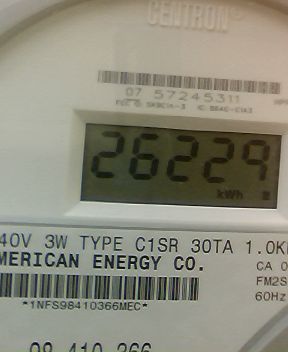 CENTRON®
07 57245311
26229
kWh
40V 3W TYPE C1SR 30TA 1.0K
MERICAN ENERGY CO.
CA 0
FM2S
60Hz
*1NFS98410366MEC*
98 410 366